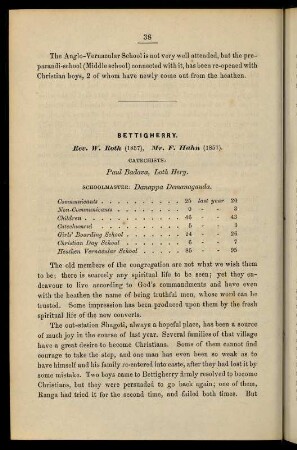 38
The Anglo-Vernacular School is not very well attended, but the pre-
parandi-school (Middle school) connected with it, has been re-opened with
Christian boys, 2 of whom have newly come out from the heathen.
BETTIGHERRY.
Rev. W. Roth (1857), Mr. F. Hahn (1857).
CATECHISTS:
Paul Badara, Loth Herg.
SCHOOLMASTER: Danappa
Communicants . . . . . . . . 25 last year 20
Non-Communicants . . . . . . . 3
Children . . . . . . . . . 46 - 43
Catechumens . . . . . . . . 5 - 3
Girls' Boarding School . . . . . . - 26
Christian Day School . . . . . . 6 - 7
Heathen Vernacular School . . . . . 85 - 95
The old members of the congregation are not what we wish them
to be; there is scarcely any spiritual life to be seen; yet they en-
deavour to live according to God's commandments and have even
with the heathen the name of being truthful men, whose word can be
trusted. Some impression has been produced upon them by the fresh
spiritual life of the new converts.
The out-station Shagoti, always a hopeful place, has been a source
of much joy in the course of last year. Several families of that village
have a great desire to become Christians. Some of them cannot find
courage to take the step, and one man has even been so weak as to
have himself and his family re-entered into caste, after they had lost it by
some mistake. Two boys came to Bettigherry firmly resolved to become
Christians, but they were persuaded to go back again; one of them,
Ranga had tried it for the second time, and failed both times. But